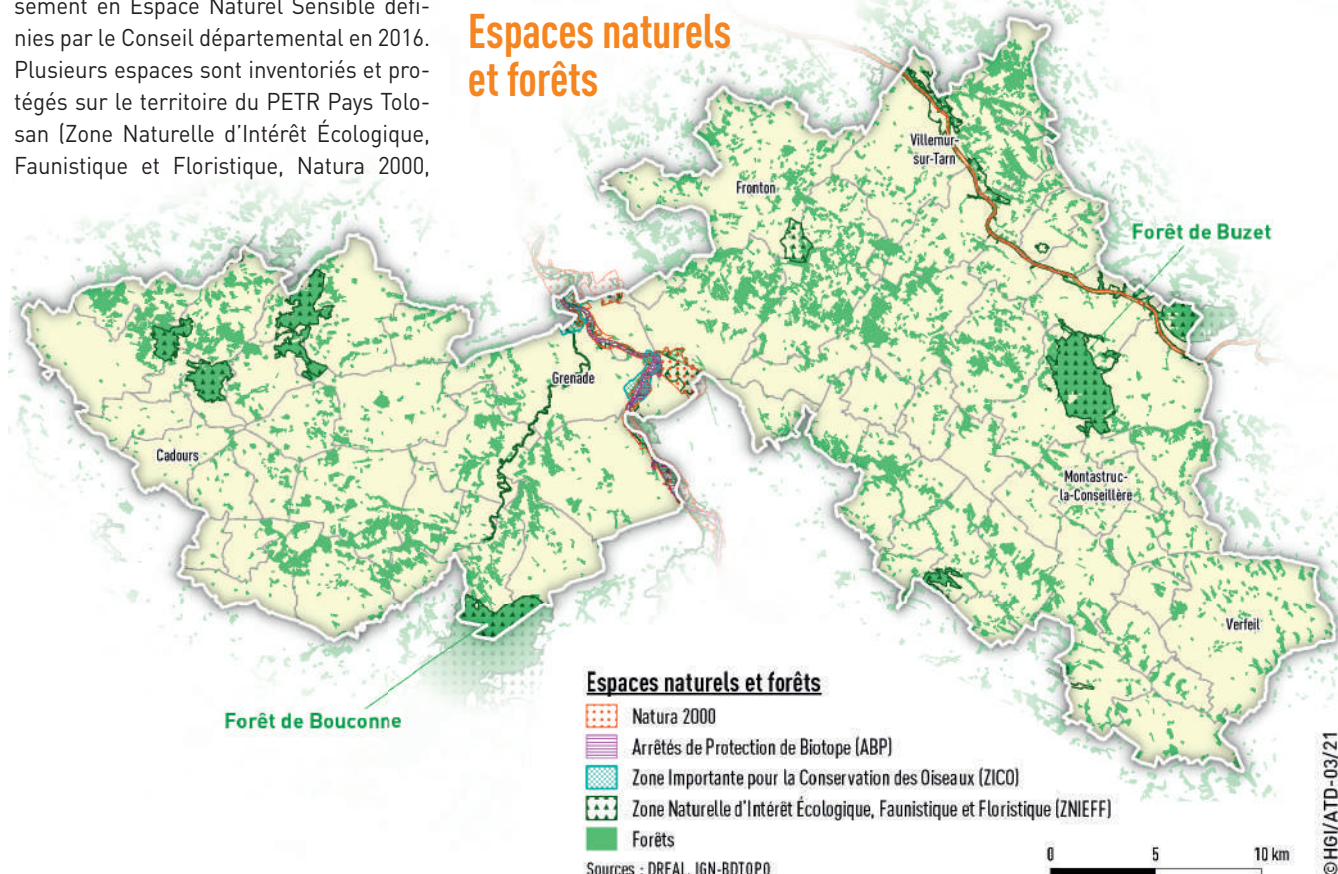 sement en Espace Naturel Sensible défi-
nies par le Conseil départemental en 2016.
Plusieurs espaces sont inventoriés et pro-
tégés sur le territoire du PETR Pays Tolo-
san (Zone Naturelle d'Intérêt Écologique,
Faunistique et Floristique, Natura 2000,
Espaces naturels
et forêts
Villemur-
sur-Tarn
Fronton
Forêt de Buzet
Grenade
Cadours
Montastruc-
la-Conseillère
Verfeil
Forêt de Bouconne
Espaces naturels et forêts
Natura 2000
Arrêtés de Protection de Biotope (ABP)
Zone Importante pour la Conservation des Oiseaux (ZICO)
Zone Naturelle d'Intérêt Écologique, Faunistique et Floristique (ZNIEFF)
Forêts
Sources : DREAL, IGN-BDTOPO
0 5 10 km
©HGI/ATD-03/21